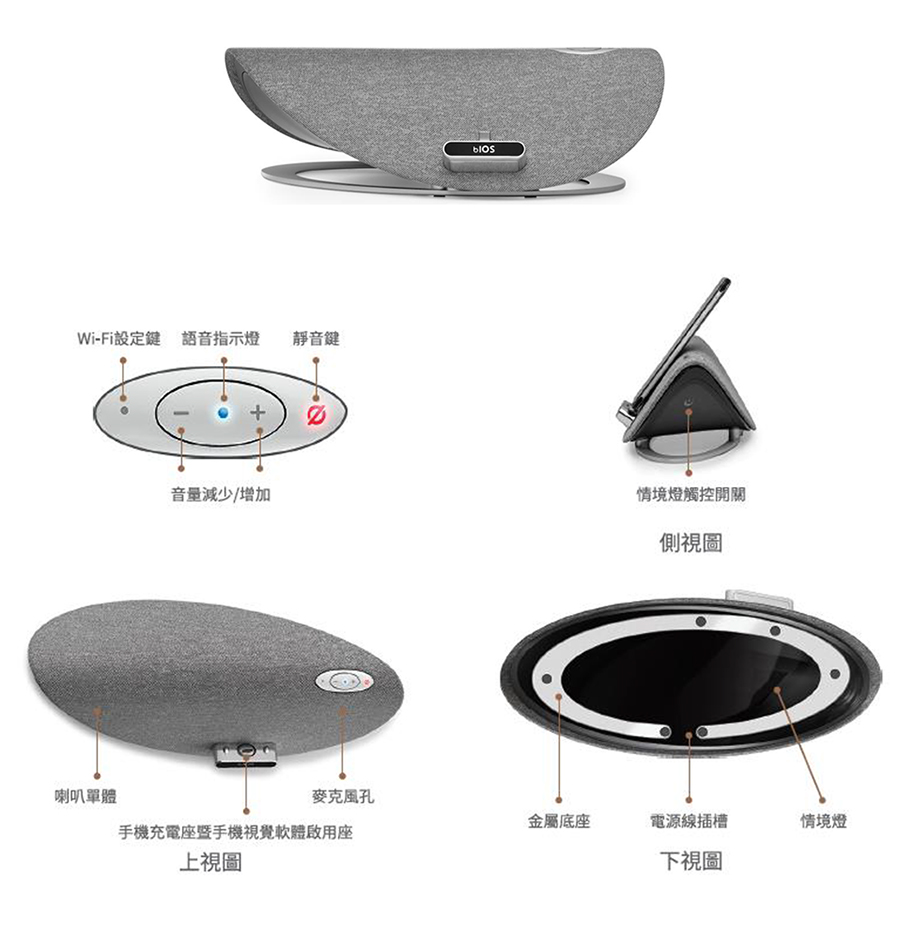 bIOS
Wi-Fi設定鍵 語音指示燈 靜音鍵
音量減少/增加
情境燈觸控開關
側視圖
喇叭單體
麥克風孔
手機充電座暨手機視覺軟體啟用座
上視圖
金屬底座 電源線插槽 情境燈
下視圖